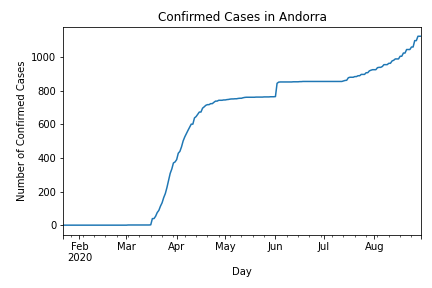 Confirmed Cases in Andorra
Number of Confirmed Cases
1000
800
600
400
200
0
Feb Mar Apr May Jun Jul Aug
2020
Day